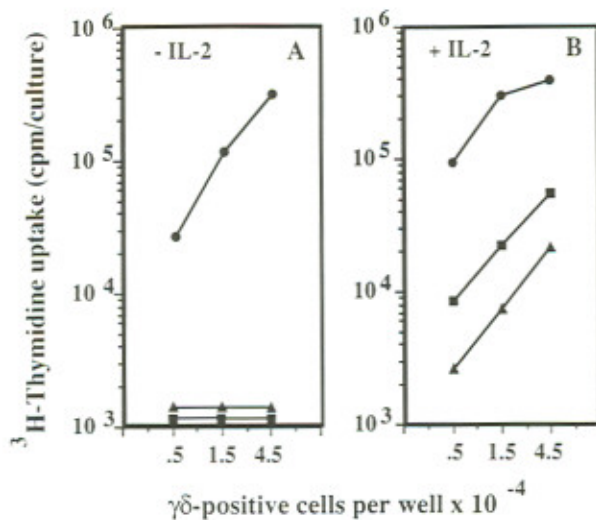 - IL-2 A
+ IL-2 B
10^6
10^5
10^4
10^3
10^6
10^5
10^4
10^3
.5 1.5 4.5
.5 1.5 4.5
^3H-Thymidine uptake (cpm/culture)
γδ-positive cells per well x 10^-4